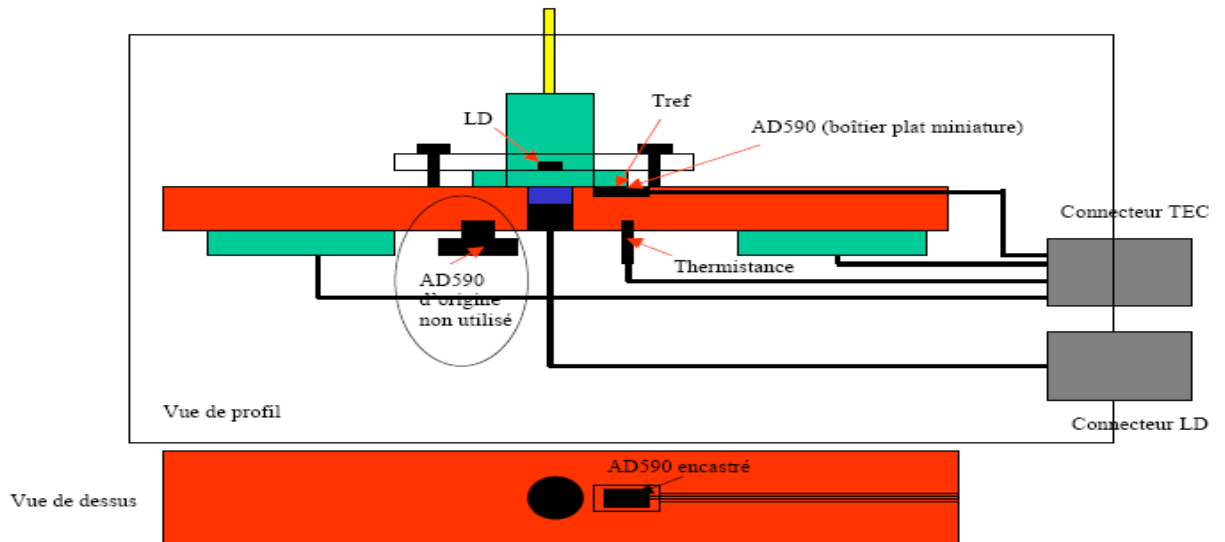 Tref
LD
AD590 (boîtier plat miniature)
Connecteur TEC
Thermistance
AD590
d'origine
non utilisé
Vue de profil
Connecteur LD
AD590 encastré
Vue de dessus